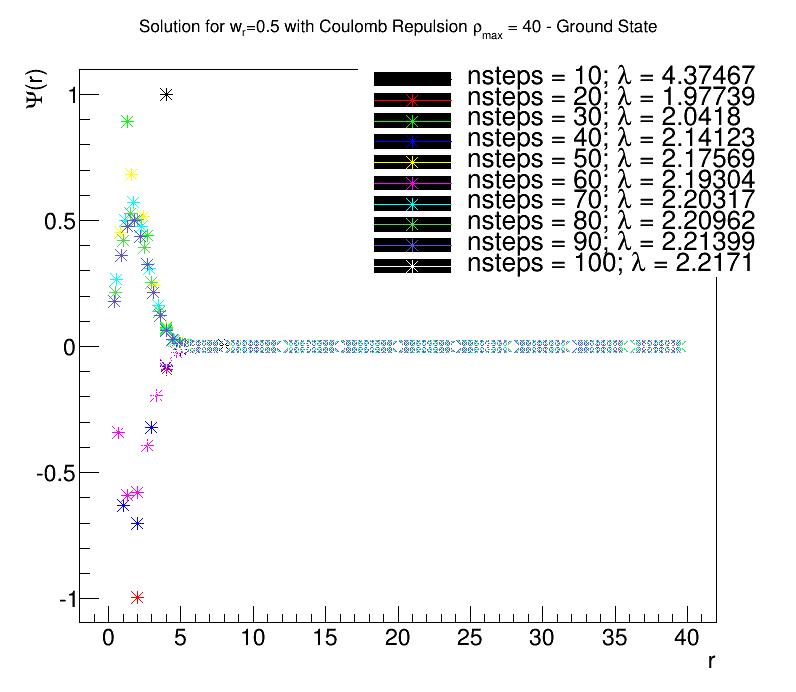 Solution for wr=0.5 with Coulomb Repulsion ρmax = 40 - Ground State
Ψ(r)
nsteps = 10; λ = 4.37467
nsteps = 20; λ = 1.97739
nsteps = 30; λ = 2.0418
nsteps = 40; λ = 2.14123
nsteps = 50; λ = 2.17569
nsteps = 60; λ = 2.19304
nsteps = 70; λ = 2.20317
nsteps = 80; λ = 2.20962
nsteps = 90; λ = 2.21399
nsteps = 100; λ = 2.2171
1
0.5
0
-0.5
-1
0 5 10 15 20 25 30 35 40
r